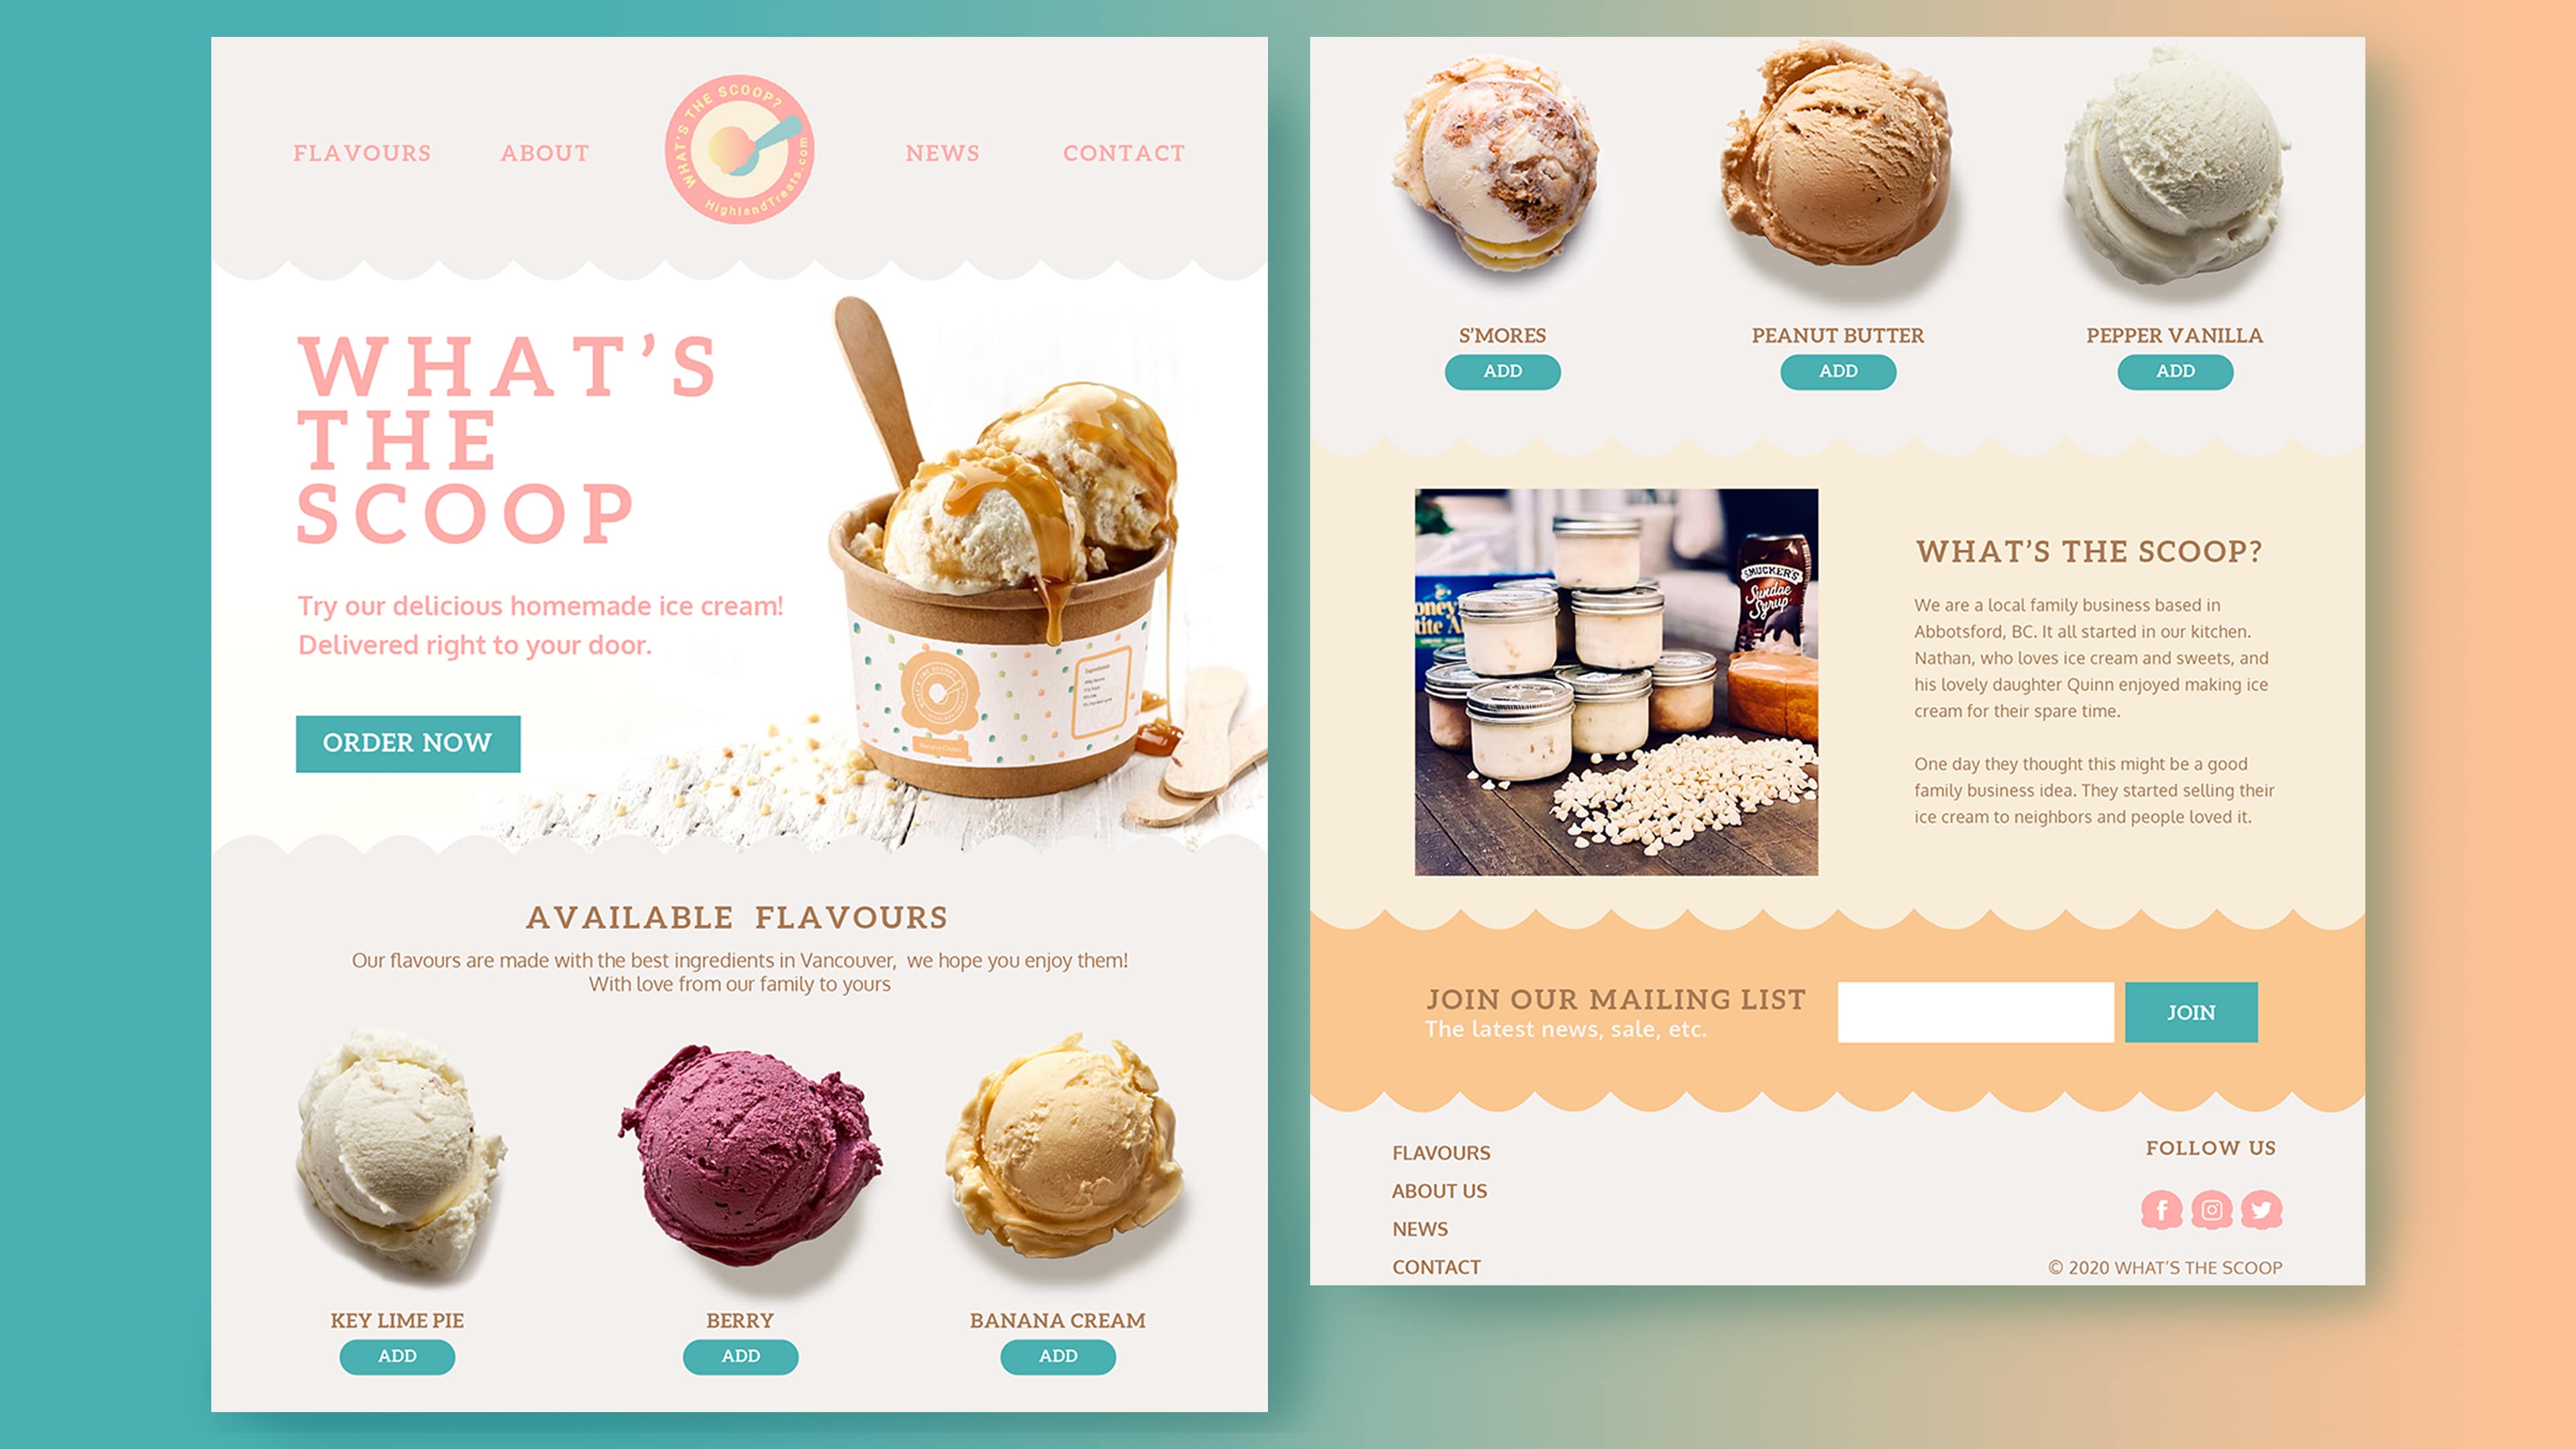 FLAVOURS
ABOUT
WHAT'S THE SCOOP?
HighlandTreats.com
NEWS
CONTACT
WHAT'S
THE
SCOOP
Try our delicious homemade ice cream!
Delivered right to your door.
ORDER NOW
Ingredients
Banana Cream
AVAILABLE FLAVOURS
Our flavours are made with the best ingredients in Vancouver, we hope you enjoy them!
With love from our family to yours
KEY LIME PIE
BERRY
BANANA CREAM
ADD
ADD
ADD
S'MORES
PEANUT BUTTER
PEPPER VANILLA
ADD
ADD
ADD
SMUCKER'S
Sundae
Syrup
WHAT'S THE SCOOP?
We are a local family business based in
Abbotsford, BC. It all started in our kitchen.
Nathan, who loves ice cream and sweets, and
his lovely daughter Quinn enjoyed making ice
cream for their spare time.
One day they thought this might be a good
family business idea. They started selling their
ice cream to neighbors and people loved it.
JOIN OUR MAILING LIST
The latest news, sale, etc.
JOIN
FLAVOURS
ABOUT US
NEWS
CONTACT
FOLLOW US
© 2020 WHAT'S THE SCOOP